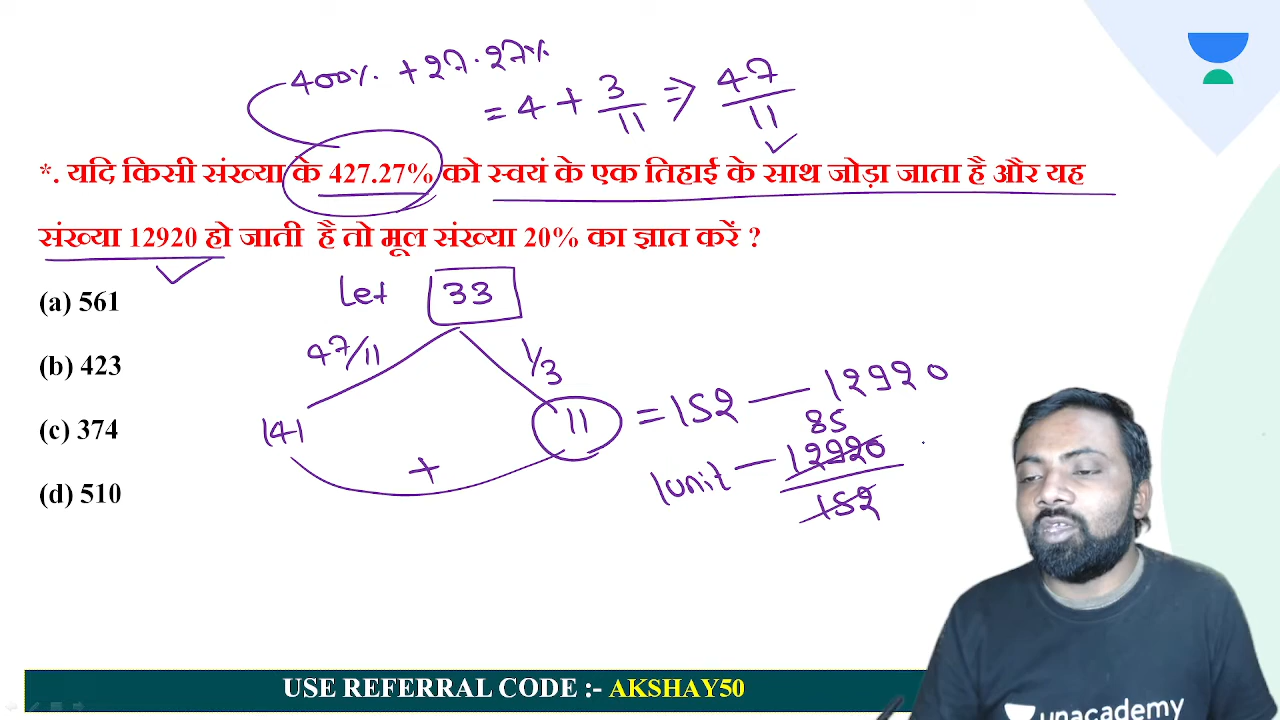 400% + 27.27%
= 4 + 3/11 ⇒ 47/11
*. यदि किसी संख्या के 427.27% को स्वयं के एक तिहाई के साथ जोड़ा जाता है और यह
संख्या 12920 हो जाती है तो मूल संख्या 20% का ज्ञात करें ?
(a) 561
(b) 423
(c) 374
(d) 510
Let 33
47/11 1/3
141 + 11 = 152 — 12920
85
1unit — 12920/152
USE REFERRAL CODE :- AKSHAY50
unacademy